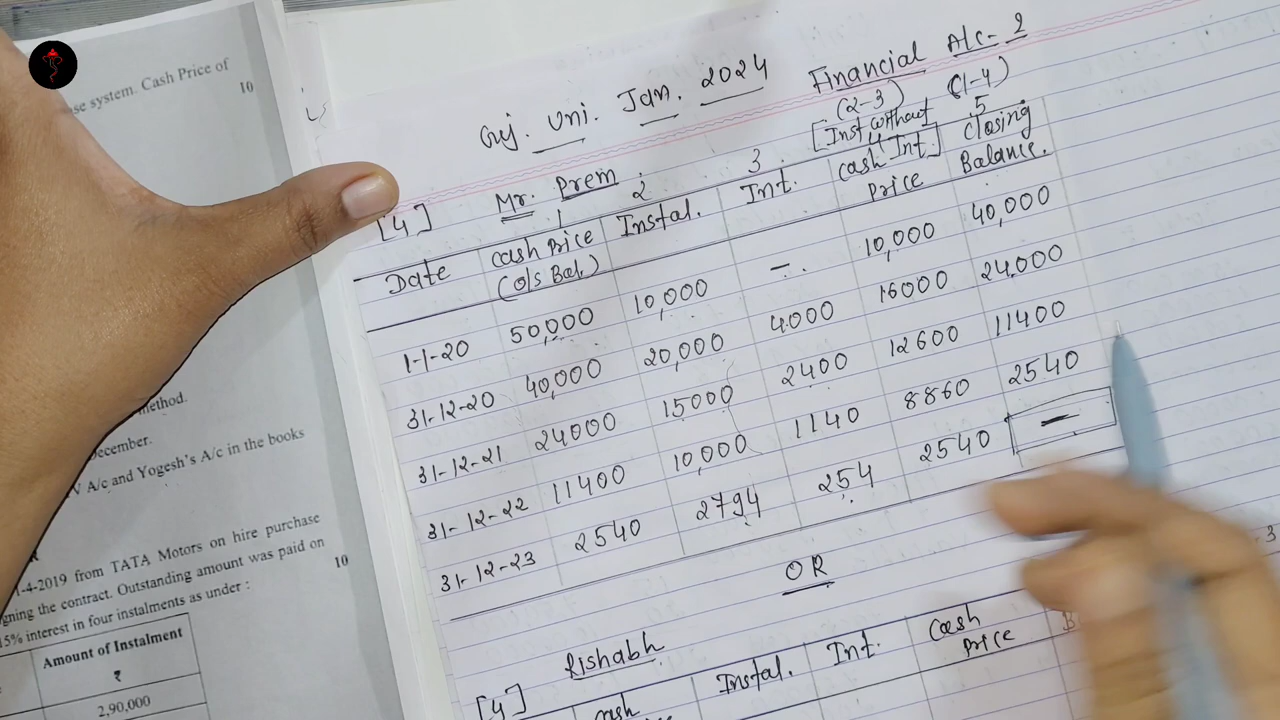 se system. Cash Price of
10
method.
ecember.
V A/c and Yogesh's A/c in the books
1-4-2019 from TATA Motors on hire purchase
gning the contract. Outstanding amount was paid on
15% interest in four instalments as under :
10
Amount of Instalment
₹
2,90,000
Guj. Uni. Jan. 2024 Financial A/c- 2
(2-3) (1-4)
[4] Mr. Prem [Inst. without Int.]
1 2 3 4 5
Date Cash Price (O/s Bal.) Instal. Int. Cash Price Closing Balance.
1-1-20 50,000 10,000 -. 10,000 40,000
31-12-20 40,000 20,000 4000 16000 24,000
31-12-21 24000 15000 2400 12600 11400
31-12-22 11400 10,000 1140 8860 2540
31-12-23 2540 2794 254 2540 -
OR
Rishabh
[4] Cash Instal. Int. Cash Price